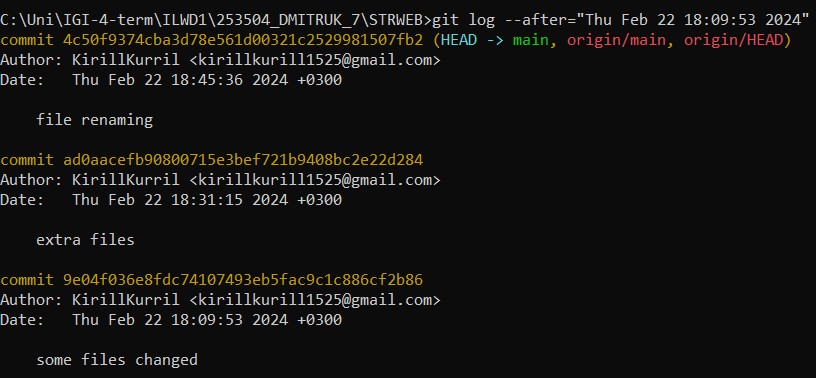 C:\Uni\IGI-4-term\ILWD1\253504_DMITRUK_7\STRWEB>git log --after="Thu Feb 22 18:09:53 2024"
commit 4c50f9374cba3d78e561d00321c2529981507fb2 (HEAD -> main, origin/main, origin/HEAD)
Author: KirillKurril <kirillkurill1525@gmail.com>
Date:   Thu Feb 22 18:45:36 2024 +0300
file renaming
commit ad0aacefb90800715e3bef721b9408bc2e22d284
Author: KirillKurril <kirillkurill1525@gmail.com>
Date:   Thu Feb 22 18:31:15 2024 +0300
extra files
commit 9e04f036e8fdc74107493eb5fac9c1c886cf2b86
Author: KirillKurril <kirillkurill1525@gmail.com>
Date:   Thu Feb 22 18:09:53 2024 +0300
some files changed